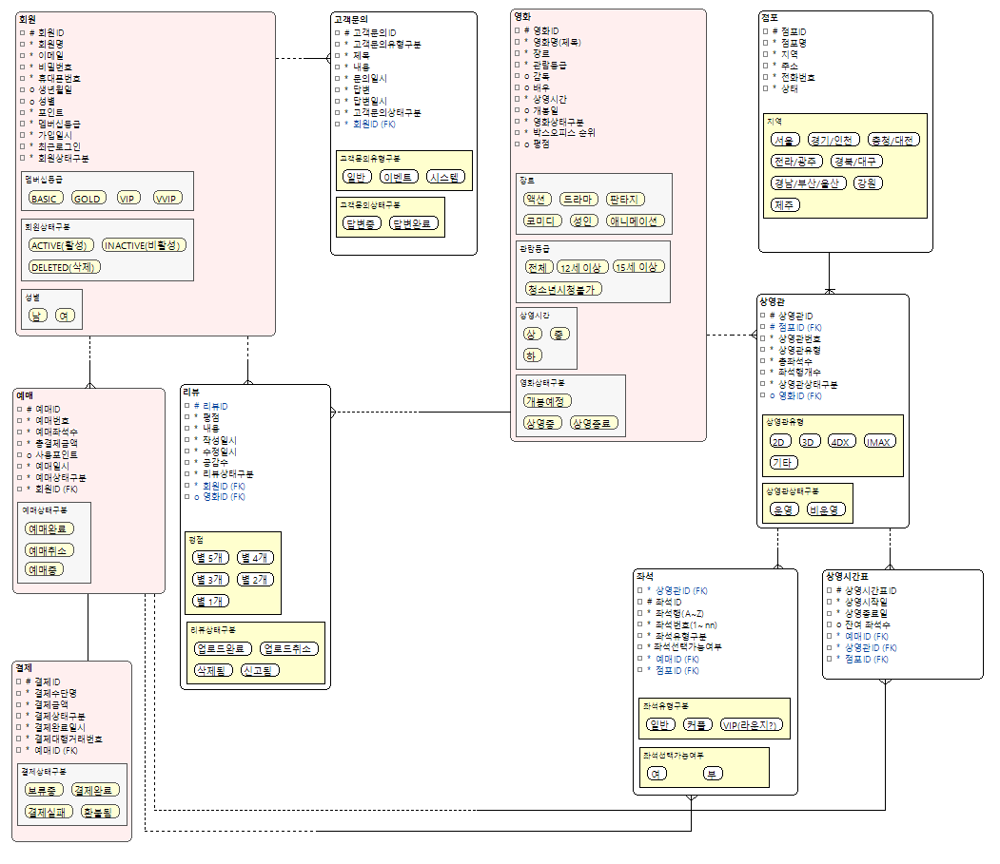 회원
# 회원ID
* 회원명
* 이메일
* 비밀번호
* 휴대폰번호
o 생년월일
o 성별
* 포인트
* 멤버십등급
* 가입일시
* 최근로그인
* 회원상태구분
멤버십등급
BASIC GOLD VIP VVIP
회원상태구분
ACTIVE(활성) INACTIVE(비활성)
DELETED(삭제)
성별
남 여
고객문의
# 고객문의ID
* 고객문의유형구분
* 제목
* 내용
* 문의일시
* 답변
* 답변일시
* 고객문의상태구분
* 회원ID (FK)
고객문의유형구분
일반 이벤트 시스템
고객문의상태구분
답변중 답변완료
영화
# 영화ID
* 영화명(제목)
* 장르
* 관람등급
o 감독
o 배우
* 상영시간
o 개봉일
* 영화상태구분
* 박스오피스 순위
o 평점
장르
액션 드라마 판타지
코미디 성인 애니메이션
관람등급
전체 12세 이상 15세 이상
청소년시청불가
상영시간
상 중
하
영화상태구분
개봉예정
상영중 상영종료
점포
# 점포ID
* 점포명
* 지역
* 주소
* 전화번호
* 상태
지역
서울 경기/인천 충청/대전
전라/광주 경북/대구
경남/부산/울산 강원
제주
상영관
# 상영관ID
# 점포ID (FK)
* 상영관번호
* 상영관유형
* 총좌석수
* 좌석행개수
* 상영관상태구분
o 영화ID (FK)
상영관유형
2D 3D 4DX IMAX
기타
상영관상태구분
운영 비운영
예매
# 예매ID
* 예매번호
* 예매좌석수
* 총결제금액
o 사용포인트
* 예매일시
* 예매상태구분
* 회원ID (FK)
예매상태구분
예매완료
예매취소
예매중
리뷰
# 리뷰ID
* 평점
* 내용
* 작성일시
* 수정일시
* 공감수
* 리뷰상태구분
* 회원ID (FK)
o 영화ID (FK)
평점
별 5개 별 4개
별 3개 별 2개
별 1개
리뷰상태구분
업로드완료 업로드취소
삭제됨 신고됨
결제
# 결제ID
* 결제수단명
* 결제금액
* 결제상태구분
* 결제완료일시
* 결제대행거래번호
* 예매ID (FK)
결제상태구분
보류중 결제완료
결제실패 환불됨
좌석
* 상영관ID (FK)
# 좌석ID
* 좌석행(A~Z)
* 좌석번호(1~nn)
* 좌석유형구분
* 좌석선택가능여부
* 예매ID (FK)
* 점포ID (FK)
좌석유형구분
일반 커플 VIP(라운지?)
좌석선택가능여부
여 부
상영시간표
# 상영시간표ID
* 상영시작일
* 상영종료일
o 잔여 좌석수
* 예매ID (FK)
* 상영관ID (FK)
* 점포ID (FK)